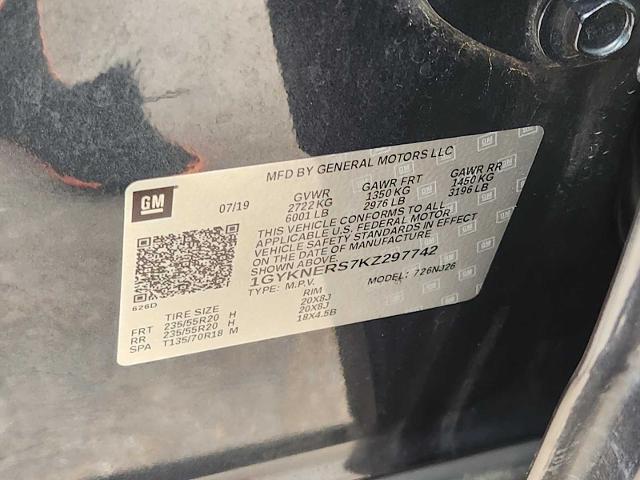 MFD BY GENERAL MOTORS LLC
GM
07/19
GVWR GAWR FRT GAWR RR
2722 KG 1350 KG 1450 KG
6001 LB 2976 LB 3196 LB
THIS VEHICLE CONFORMS TO ALL
APPLICABLE U.S. FEDERAL MOTOR
VEHICLE SAFETY STANDARDS IN EFFECT
ON THE DATE OF MANUFACTURE
SHOWN ABOVE.
1GYKNERS7KZ297742
TYPE: M.P.V. MODEL: 726NJ26
626D
TIRE SIZE RIM
FRT 235/55R20 H 20X8J
RR 235/55R20 H 20X8J
SPA T135/70R18 M 18X4.5B